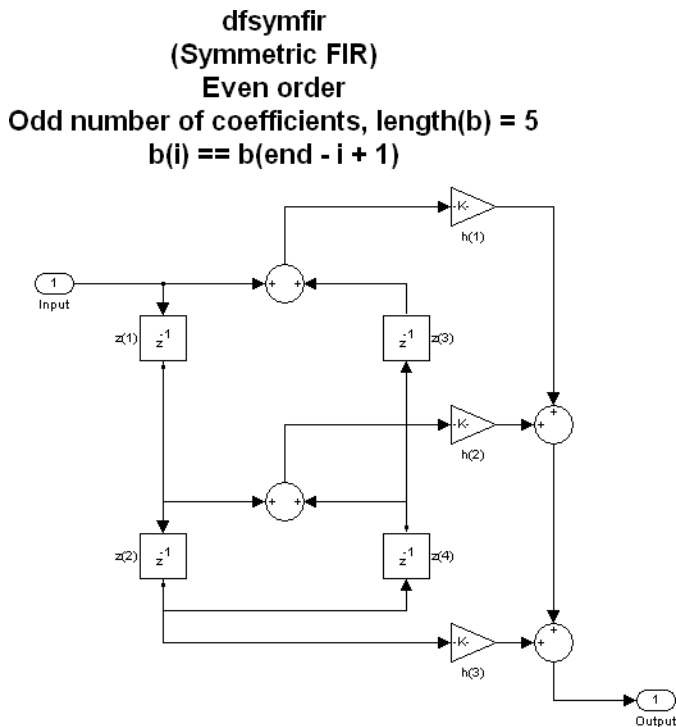 dfsymfir
(Symmetric FIR)
Even order
Odd number of coefficients, length(b) = 5
b(i) == b(end - i + 1)
-K-
h(1)
1
Input
+ +
z(1)
z-1
z-1
z(3)
+
+
-K-
h(2)
+ +
z(2)
z-1
z-1
z(4)
+
+
-K-
h(3)
1
Output